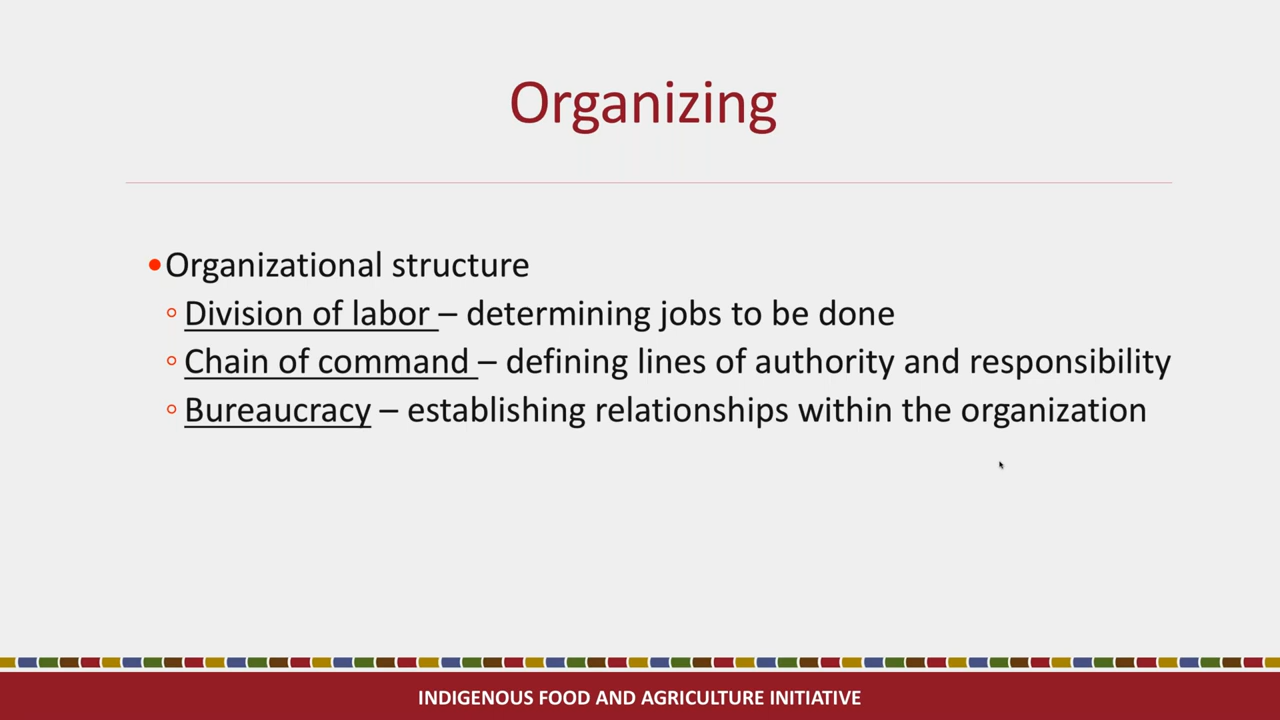 Organizing
•Organizational structure
◦Division of labor – determining jobs to be done
◦Chain of command – defining lines of authority and responsibility
◦Bureaucracy – establishing relationships within the organization
INDIGENOUS FOOD AND AGRICULTURE INITIATIVE